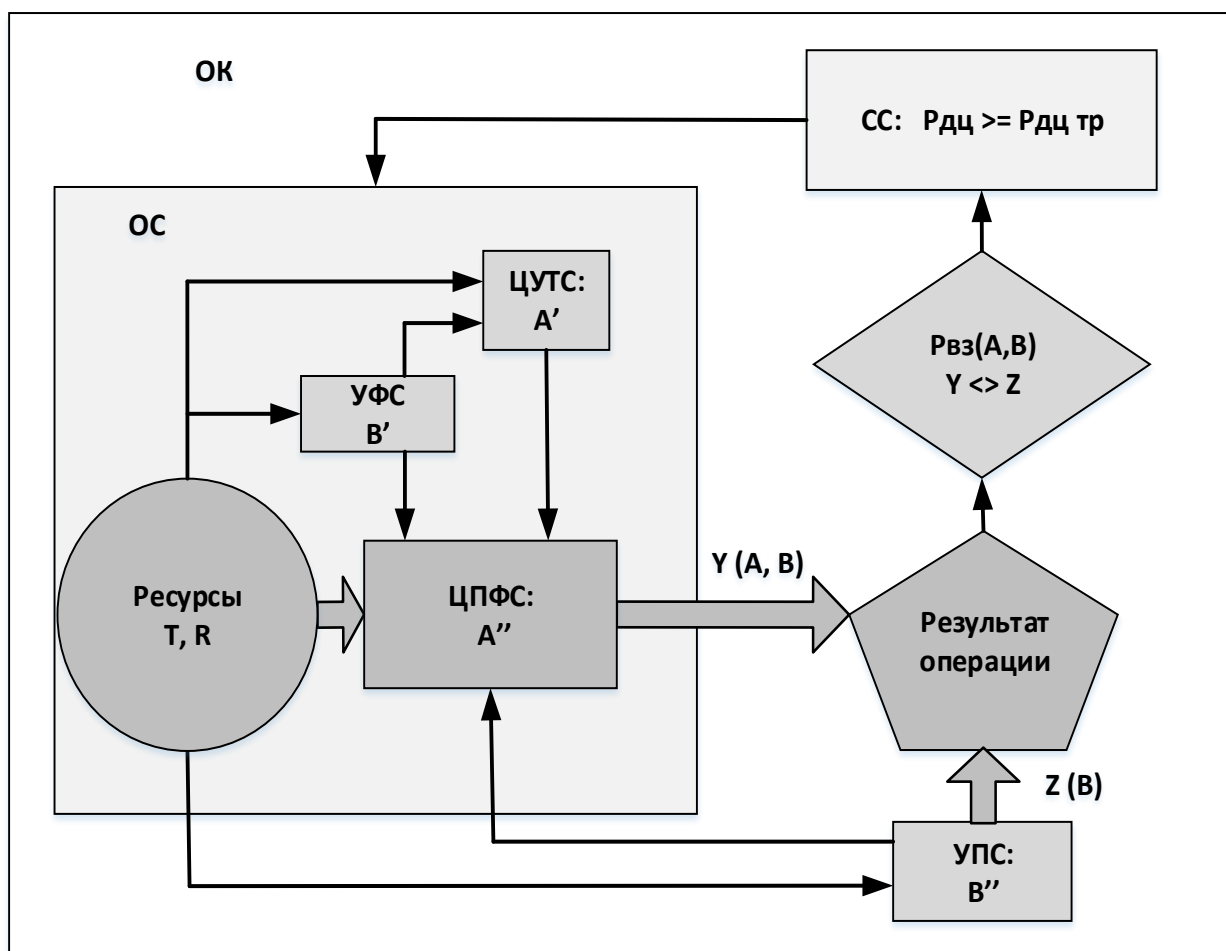 ОК
СС: Рдц >= Рдц тр
ОС
ЦУТС:
А’
Рвз(А,В)
Y <> Z
УФС
В’
Y (А, В)
Ресурсы
T, R
ЦПФС:
А’’
Результат
операции
Z (В)
УПС:
В’’